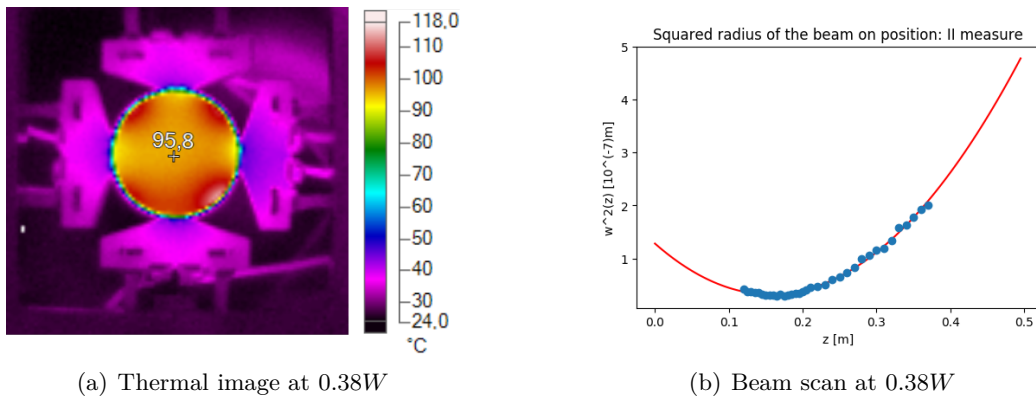 95,8
118,0
110
100
90
80
70
60
50
40
30
24,0
°C
Squared radius of the beam on position: II measure
w^2(z) [10^(-7)m]
5
4
3
2
1
0.0 0.1 0.2 0.3 0.4 0.5
z [m]
(a) Thermal image at 0.38W
(b) Beam scan at 0.38W